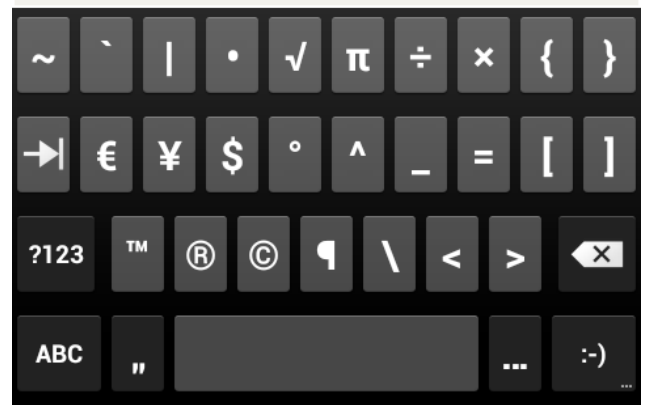 ~ ` | • √ π ÷ × { }
→| € ¥ $ ° ^ _ = [ ]
?123 ™ ® © ¶ \ < >
ABC „ … :-) ...